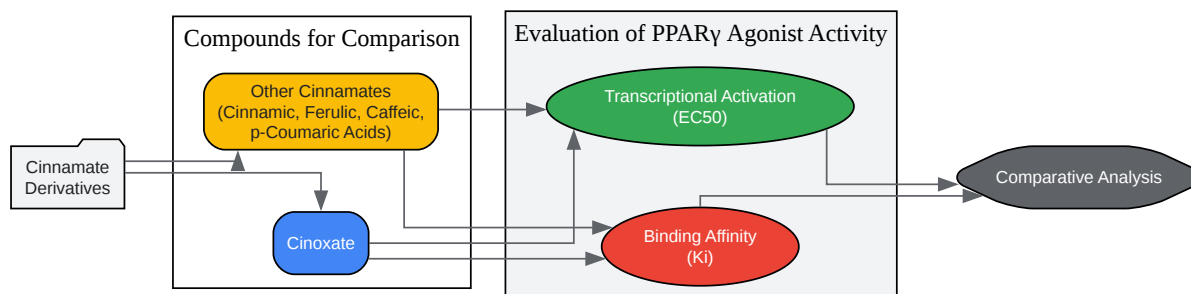 Compounds for Comparison
Evaluation of PPARγ Agonist Activity
Other Cinnamates
(Cinnamic, Ferulic, Caffeic,
p-Coumaric Acids)
Transcriptional Activation
(EC50)
Cinnamate
Derivatives
Comparative Analysis
Cinoxate
Binding Affinity
(Ki)